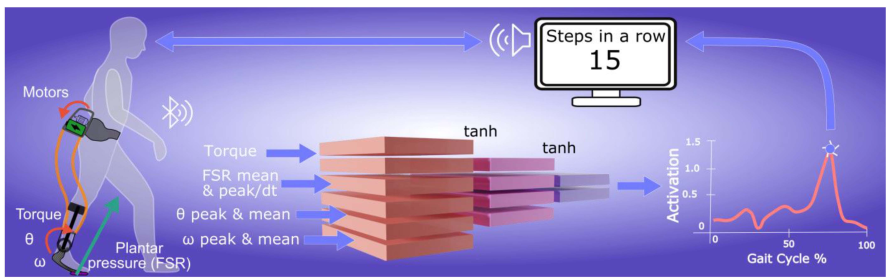 Steps in a row
15
Motors
Torque
θ
ω
Plantar
pressure (FSR)
Torque
FSR mean
& peak/dt
θ peak & mean
ω peak & mean
tanh
tanh
Activation
1.5
1.0
0.5
0
0
50
100
Gait Cycle %